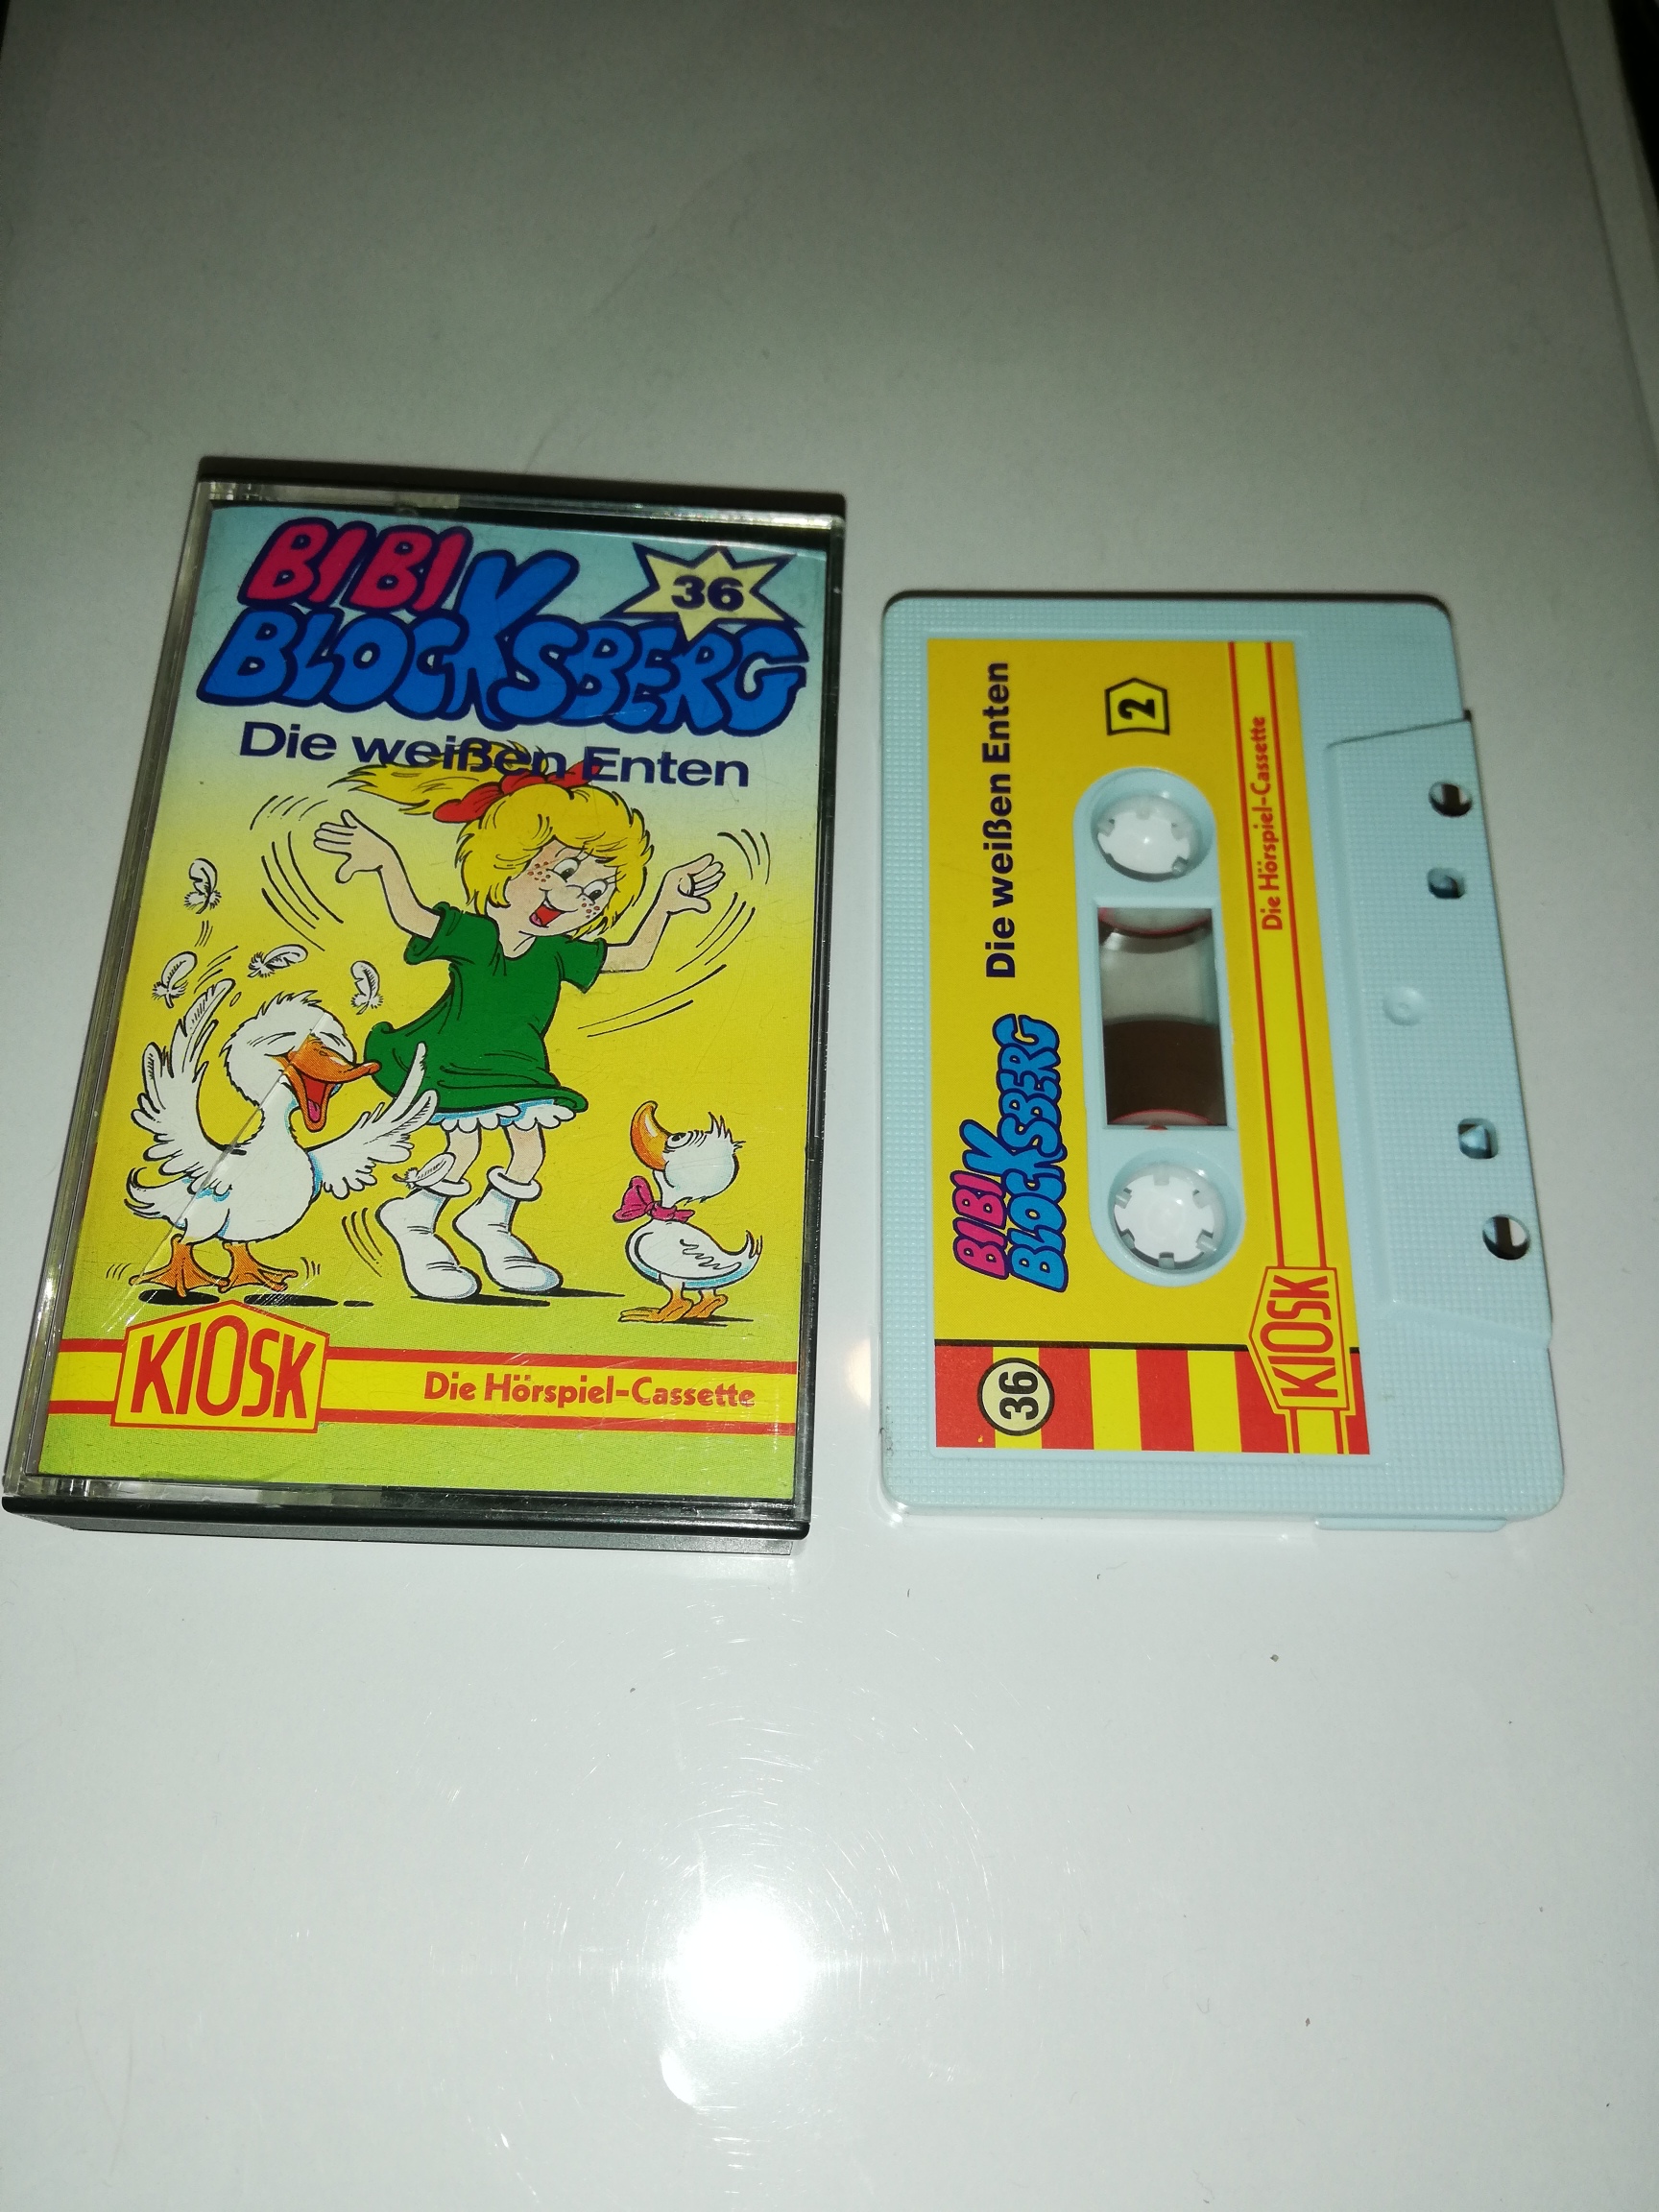 BIBI
BLOCKSBERG
36
Die weißen Enten
KIOSK
Die Hörspiel-Cassette
Die weißen Enten
BIBI
BLOCKSBERG
2
Die Hörspiel-Cassette
KIOSK
36